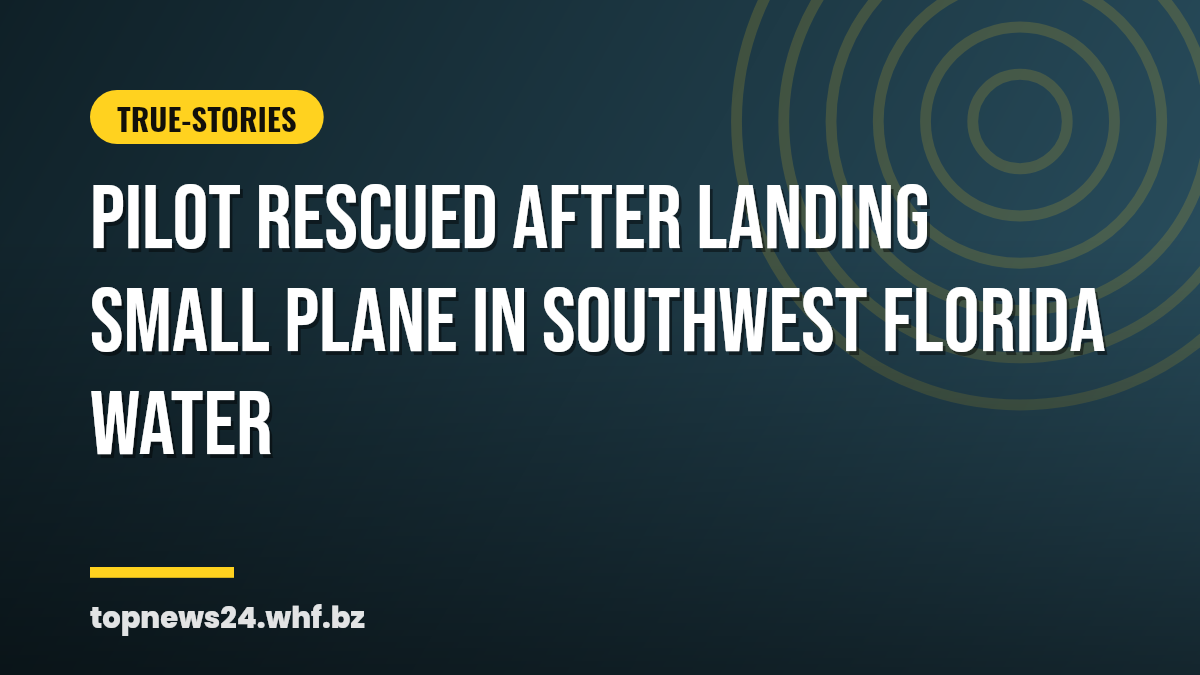 TRUE-STORIES
PILOT RESCUED AFTER LANDING
SMALL PLANE IN SOUTHWEST FLORIDA
WATER
topnews24.whf.bz